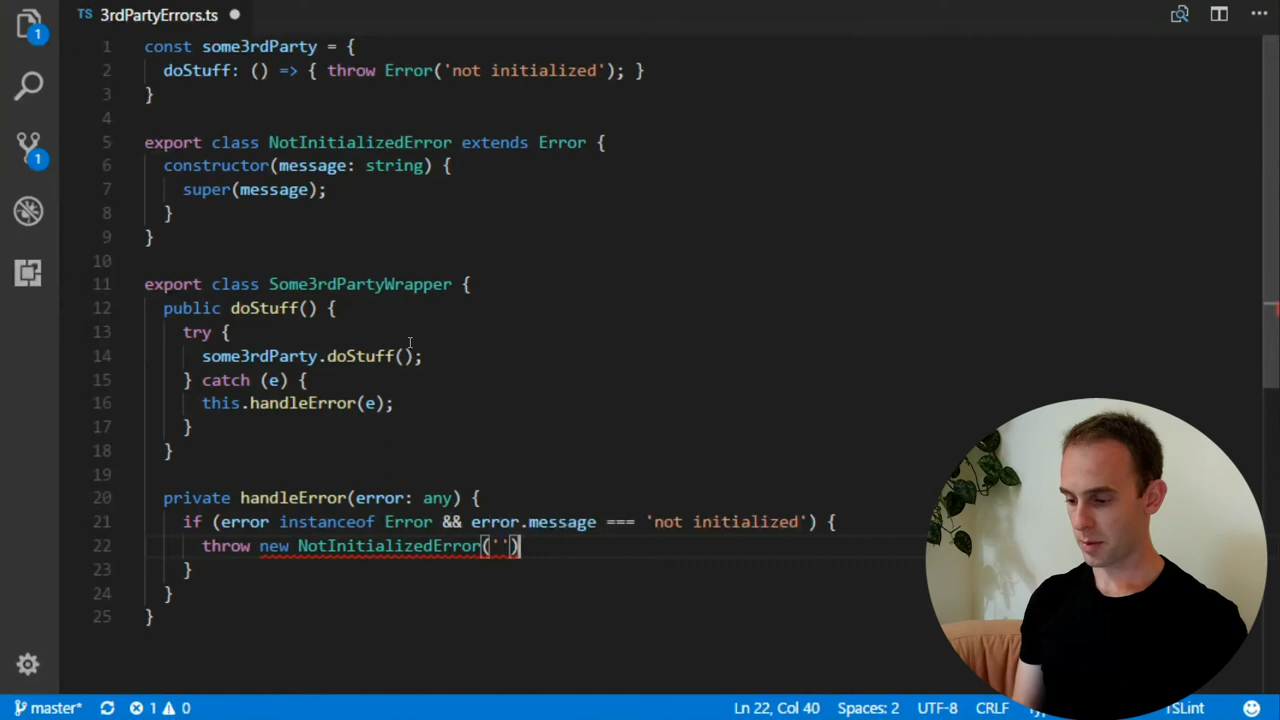 TS 3rdPartyErrors.ts
1
1 const some3rdParty = {
2 doStuff: () => { throw Error('not initialized'); }
3 }
4
5 export class NotInitializedError extends Error {
6 constructor(message: string) {
7 super(message);
8 }
9 }
10
11 export class Some3rdPartyWrapper {
12 public doStuff() {
13 try {
14 some3rdParty.doStuff();
15 } catch (e) {
16 this.handleError(e);
17 }
18 }
19
20 private handleError(error: any) {
21 if (error instanceof Error && error.message === 'not initialized') {
22 throw new NotInitializedError('')
23 }
24 }
25 }
1
master* 1 0 Ln 22, Col 40 Spaces: 2 UTF-8 CRLF TSLint